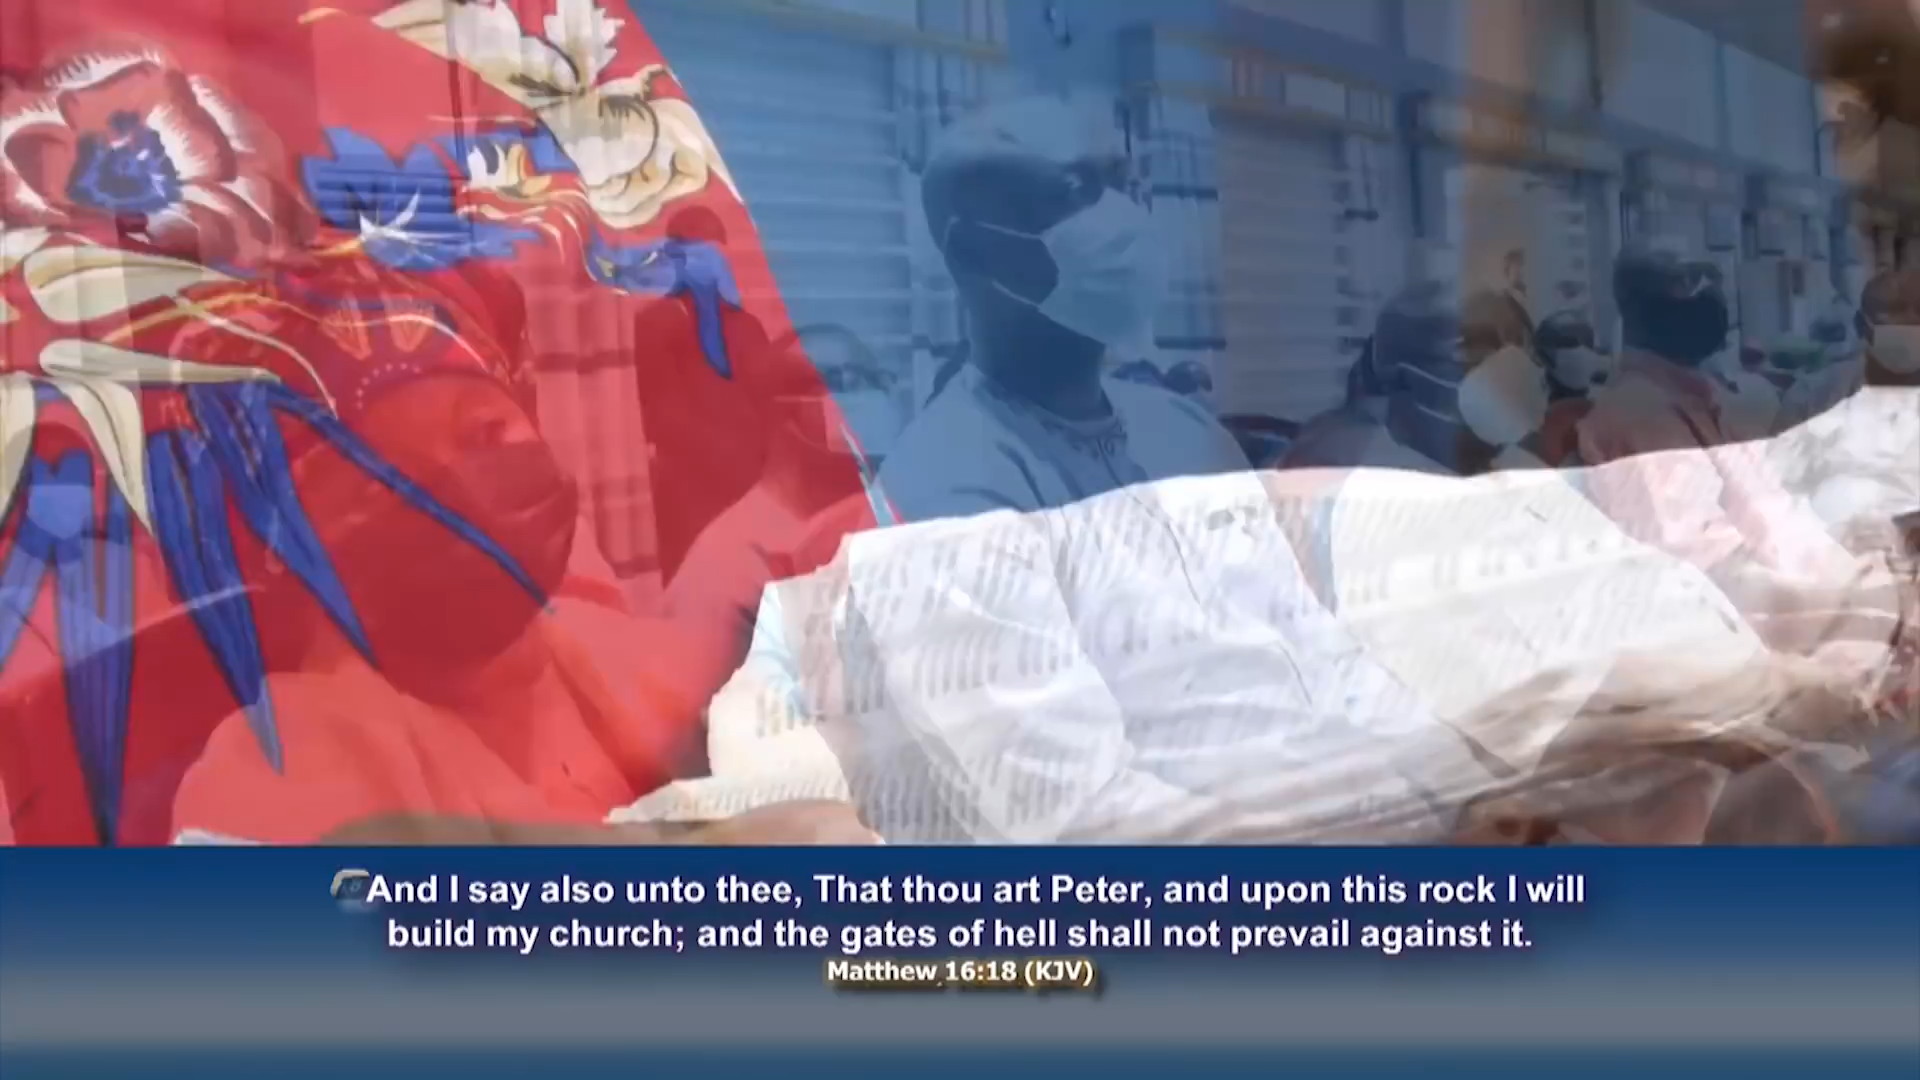 And I say also unto thee, That thou art Peter, and upon this rock I will
build my church; and the gates of hell shall not prevail against it.
Matthew 16:18 (KJV)